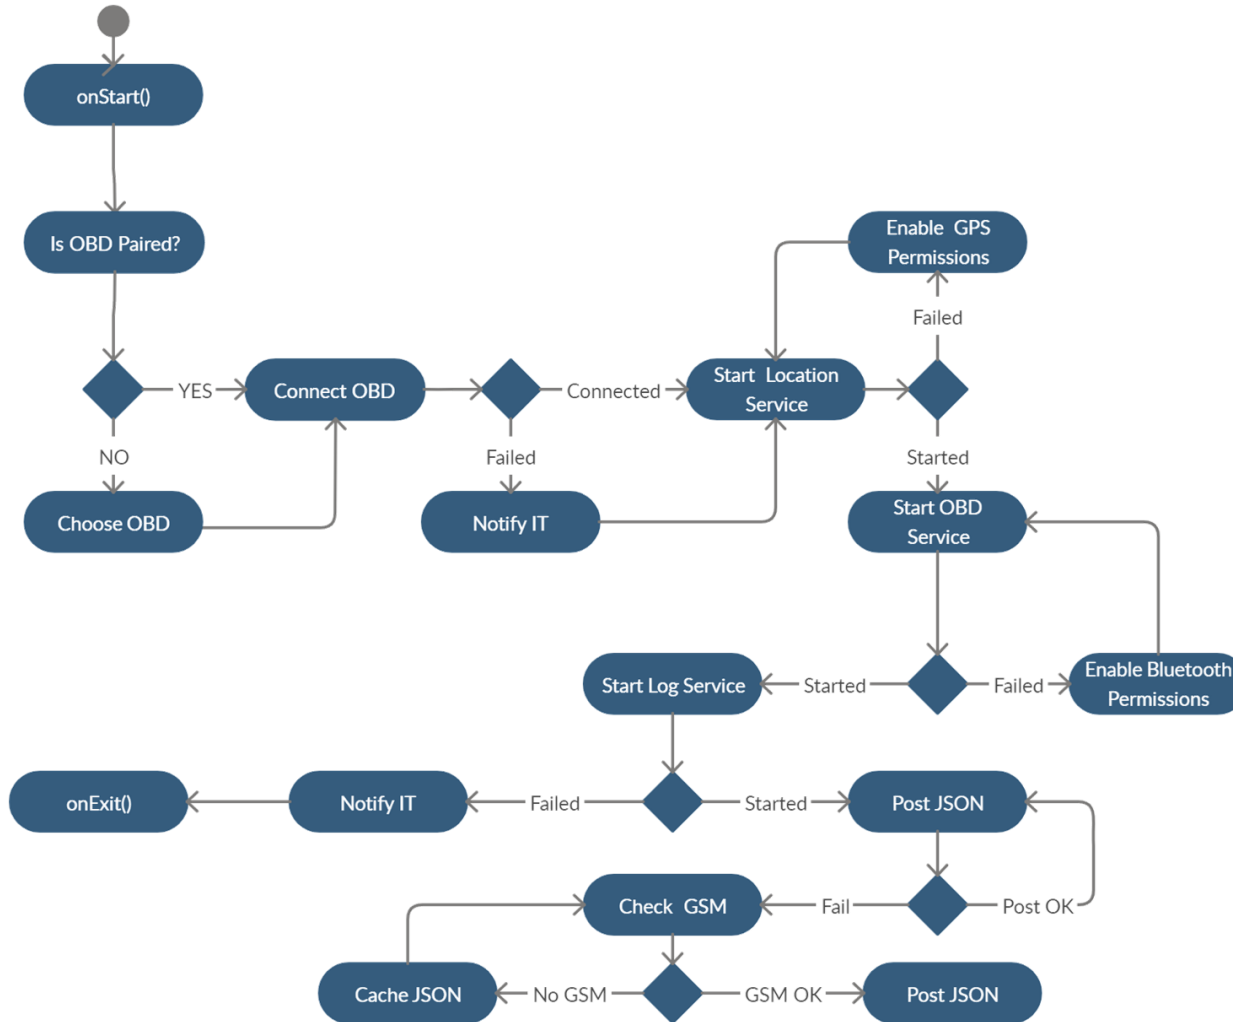 onStart()
Is OBD Paired?
Enable GPS
Permissions
Failed
YES
Connect OBD
Connected
Start Location
Service
NO
Failed
Started
Choose OBD
Notify IT
Start OBD
Service
Start Log Service
Started
Failed
Enable Bluetooth
Permissions
onExit()
Notify IT
Failed
Started
Post JSON
Check GSM
Fail
Post OK
Cache JSON
No GSM
GSM OK
Post JSON